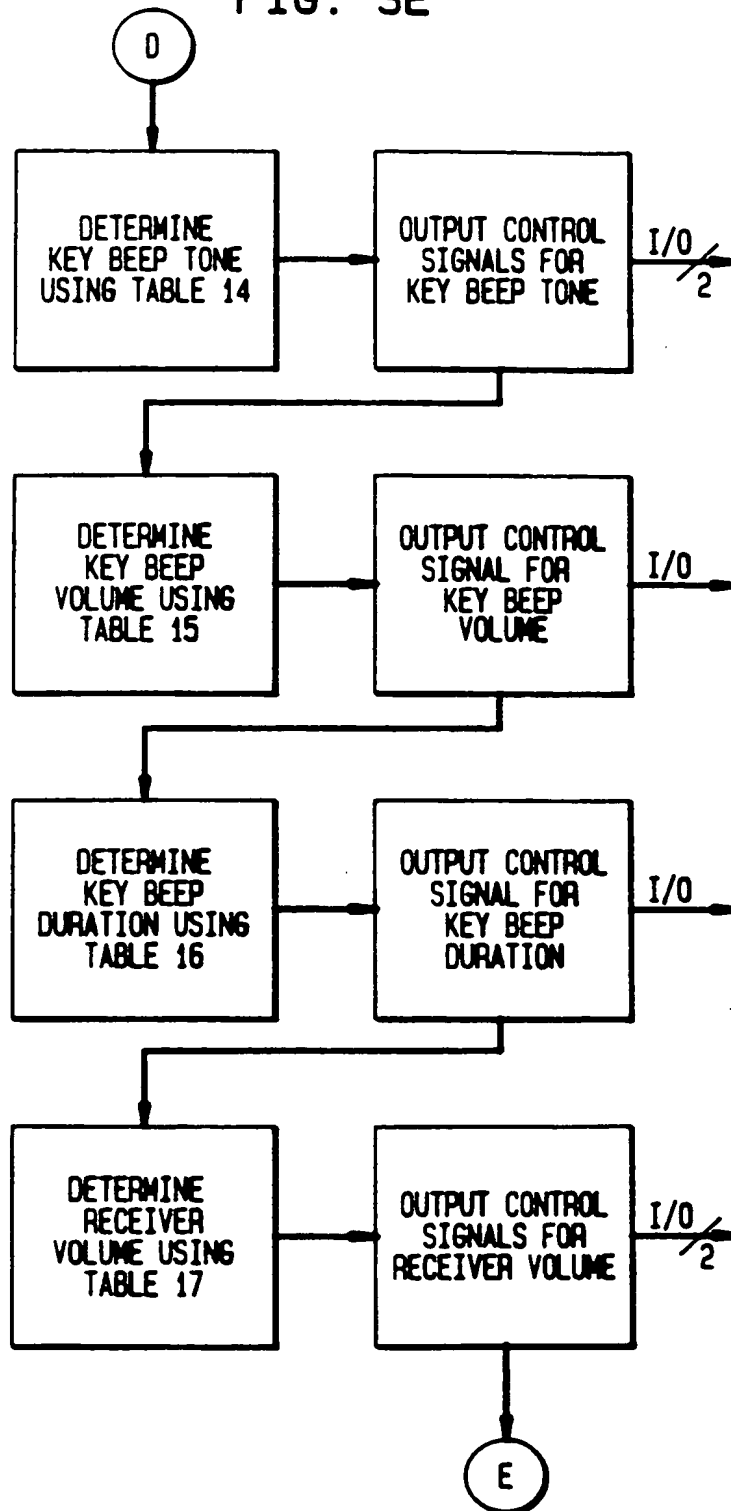 FIG. 3E
D
DETERMINE
KEY BEEP TONE
USING TABLE 14
OUTPUT CONTROL
SIGNALS FOR
KEY BEEP TONE
I/O
2
DETERMINE
KEY BEEP
VOLUME USING
TABLE 15
OUTPUT CONTROL
SIGNAL FOR
KEY BEEP
VOLUME
I/O
DETERMINE
KEY BEEP
DURATION USING
TABLE 16
OUTPUT CONTROL
SIGNAL FOR
KEY BEEP
DURATION
I/O
DETERMINE
RECEIVER
VOLUME USING
TABLE 17
OUTPUT CONTROL
SIGNALS FOR
RECEIVER VOLUME
I/O
2
E